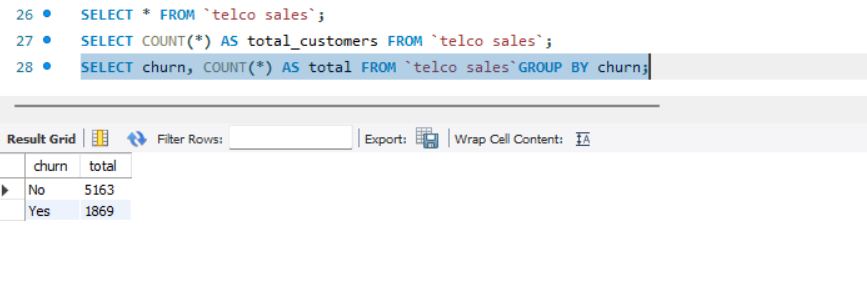 26 SELECT * FROM `telco sales`;
27 SELECT COUNT(*) AS total_customers FROM `telco sales`;
28 SELECT churn, COUNT(*) AS total FROM `telco sales`GROUP BY churn;
Result Grid Filter Rows: Export: Wrap Cell Content: IA
churn total
No 5163
Yes 1869